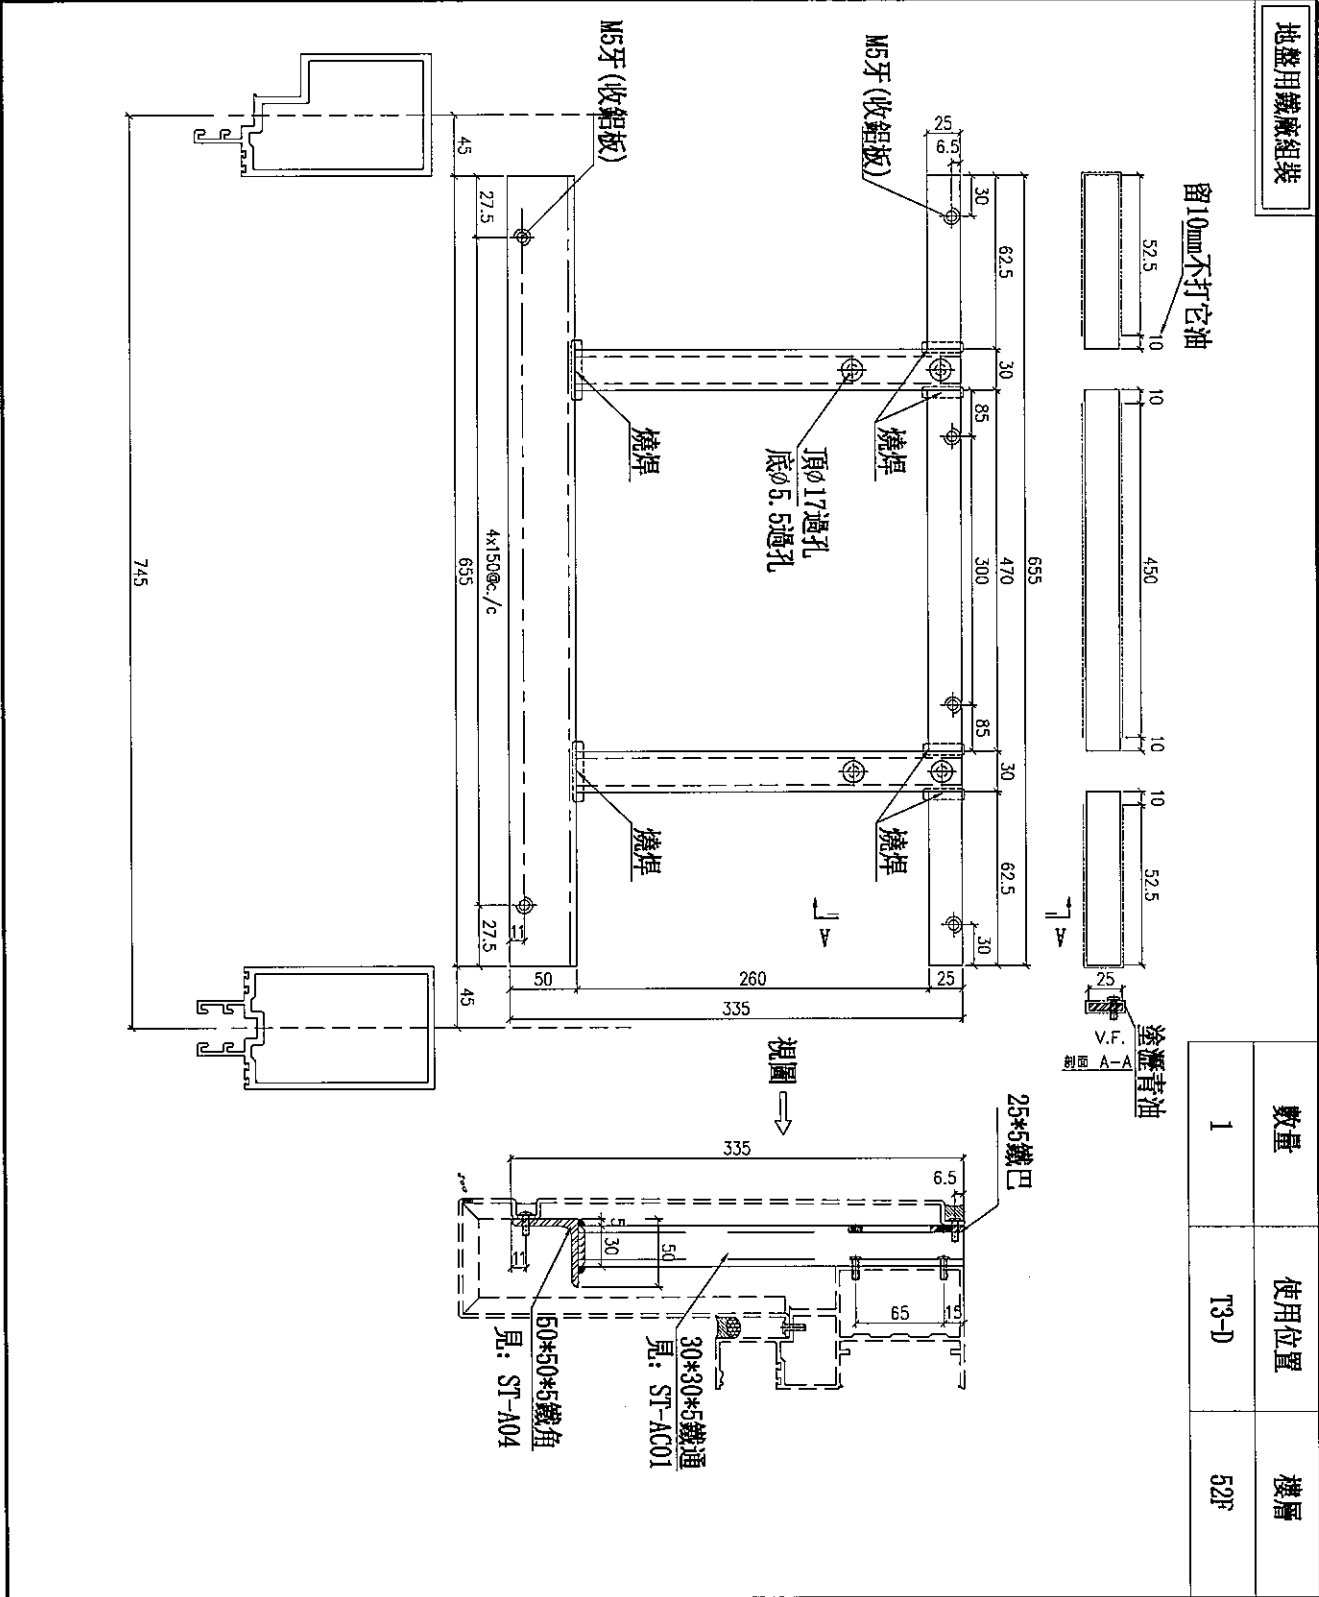 地盤用鐵廠組裝
數量
使用位置
樓層
1
T3-D
52F
留10mm不打它油
52.5
10
10
450
10
10
52.5
25
塗瀝青油
V.F.
剖面 A-A
655
62.5
30
470
30
62.5
30
85
300
85
30
25
6.5
M5牙(收鋁板)
燒焊
燒焊
頂Ø17過孔
底Ø5.5過孔
A
A
燒焊
燒焊
M5牙(收鋁板)
25
260
50
335
11
27.5
4x150@c./c
27.5
45
655
45
745
視圖
25*5鐵巴
335
6.5
15
65
5
30
50
11
30*30*5鐵通
見: ST-AC01
50*50*5鐵角
見: ST-A04